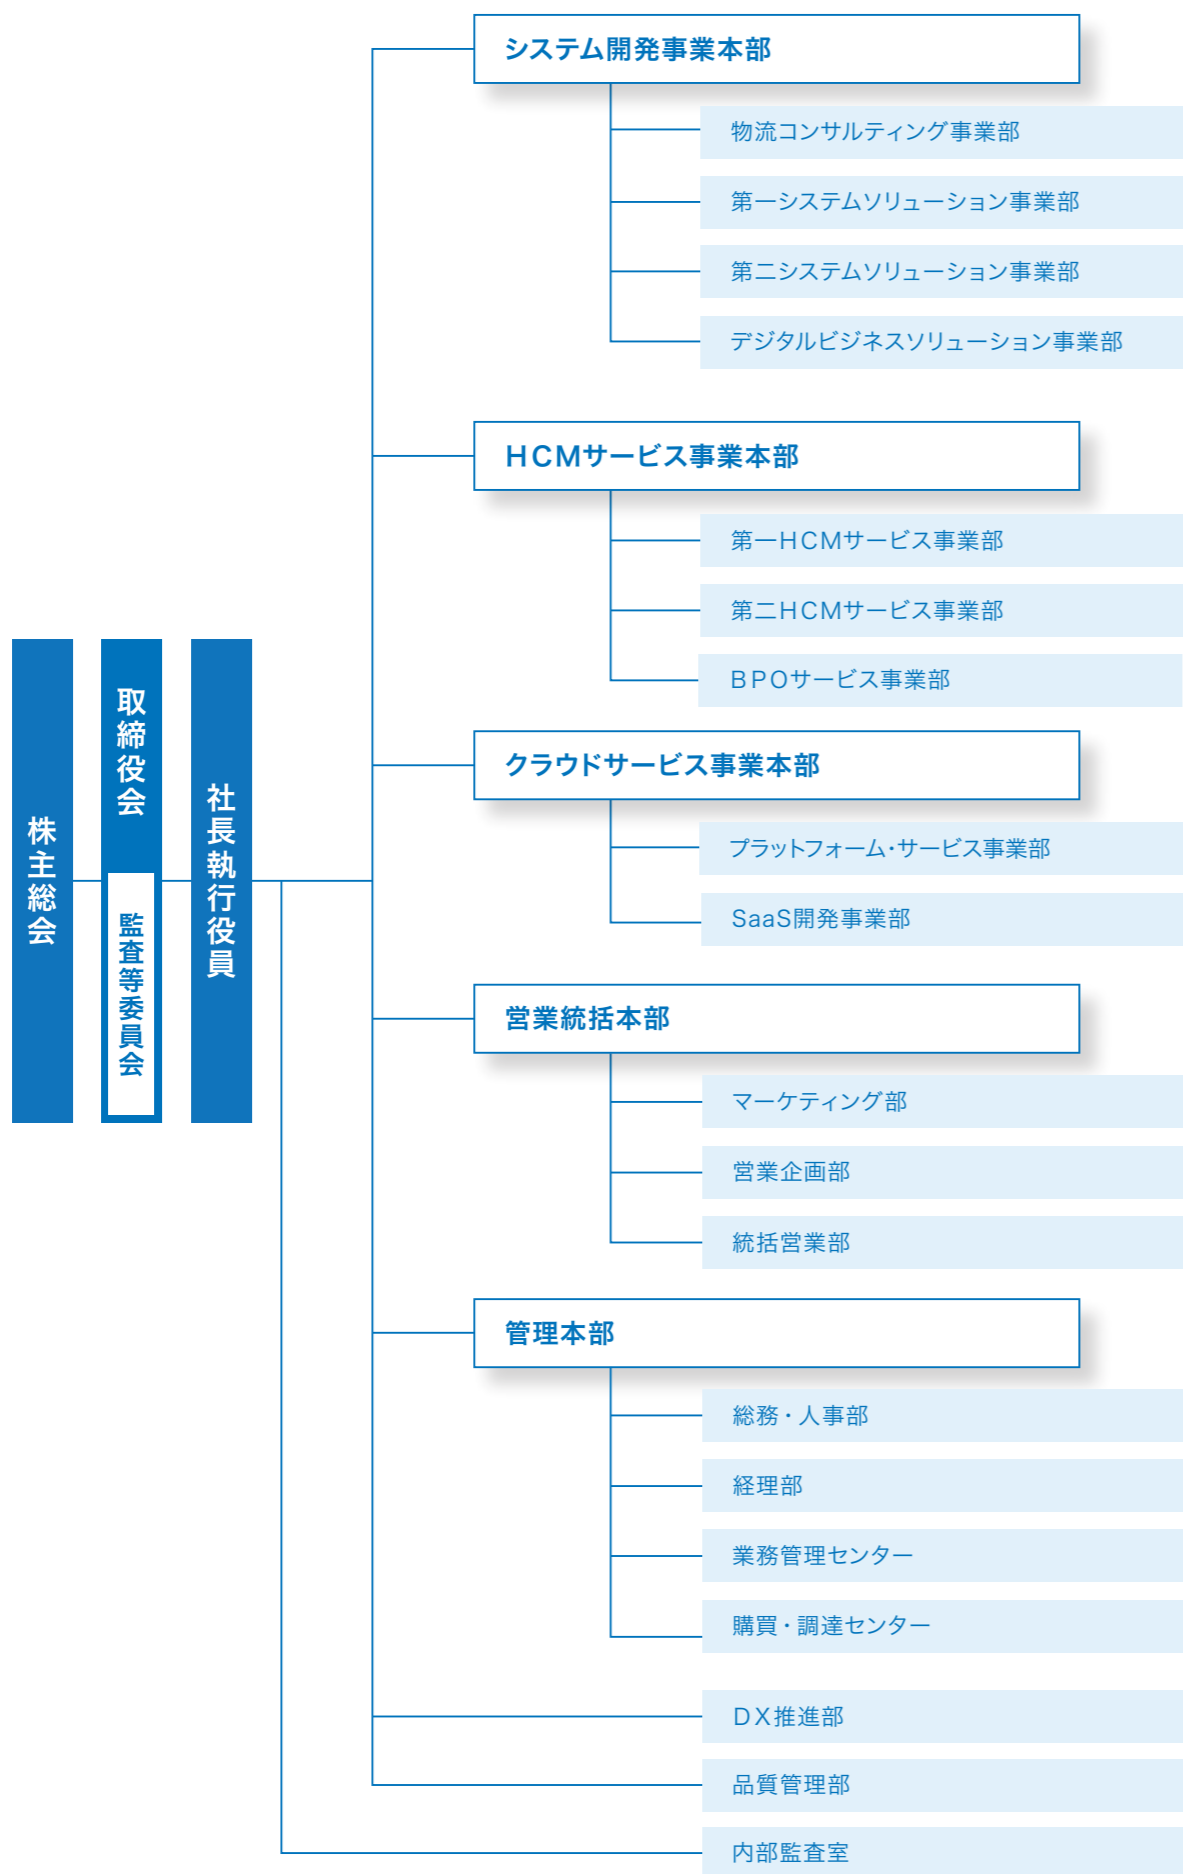 株主総会
取締役会
監査等委員会
社長執行役員
システム開発事業本部
物流コンサルティング事業部
第一システムソリューション事業部
第二システムソリューション事業部
デジタルビジネスソリューション事業部
HCMサービス事業本部
第一HCMサービス事業部
第二HCMサービス事業部
BPOサービス事業部
クラウドサービス事業本部
プラットフォーム・サービス事業部
SaaS開発事業部
営業統括本部
マーケティング部
営業企画部
統括営業部
管理本部
総務・人事部
経理部
業務管理センター
購買・調達センター
DX推進部
品質管理部
内部監査室